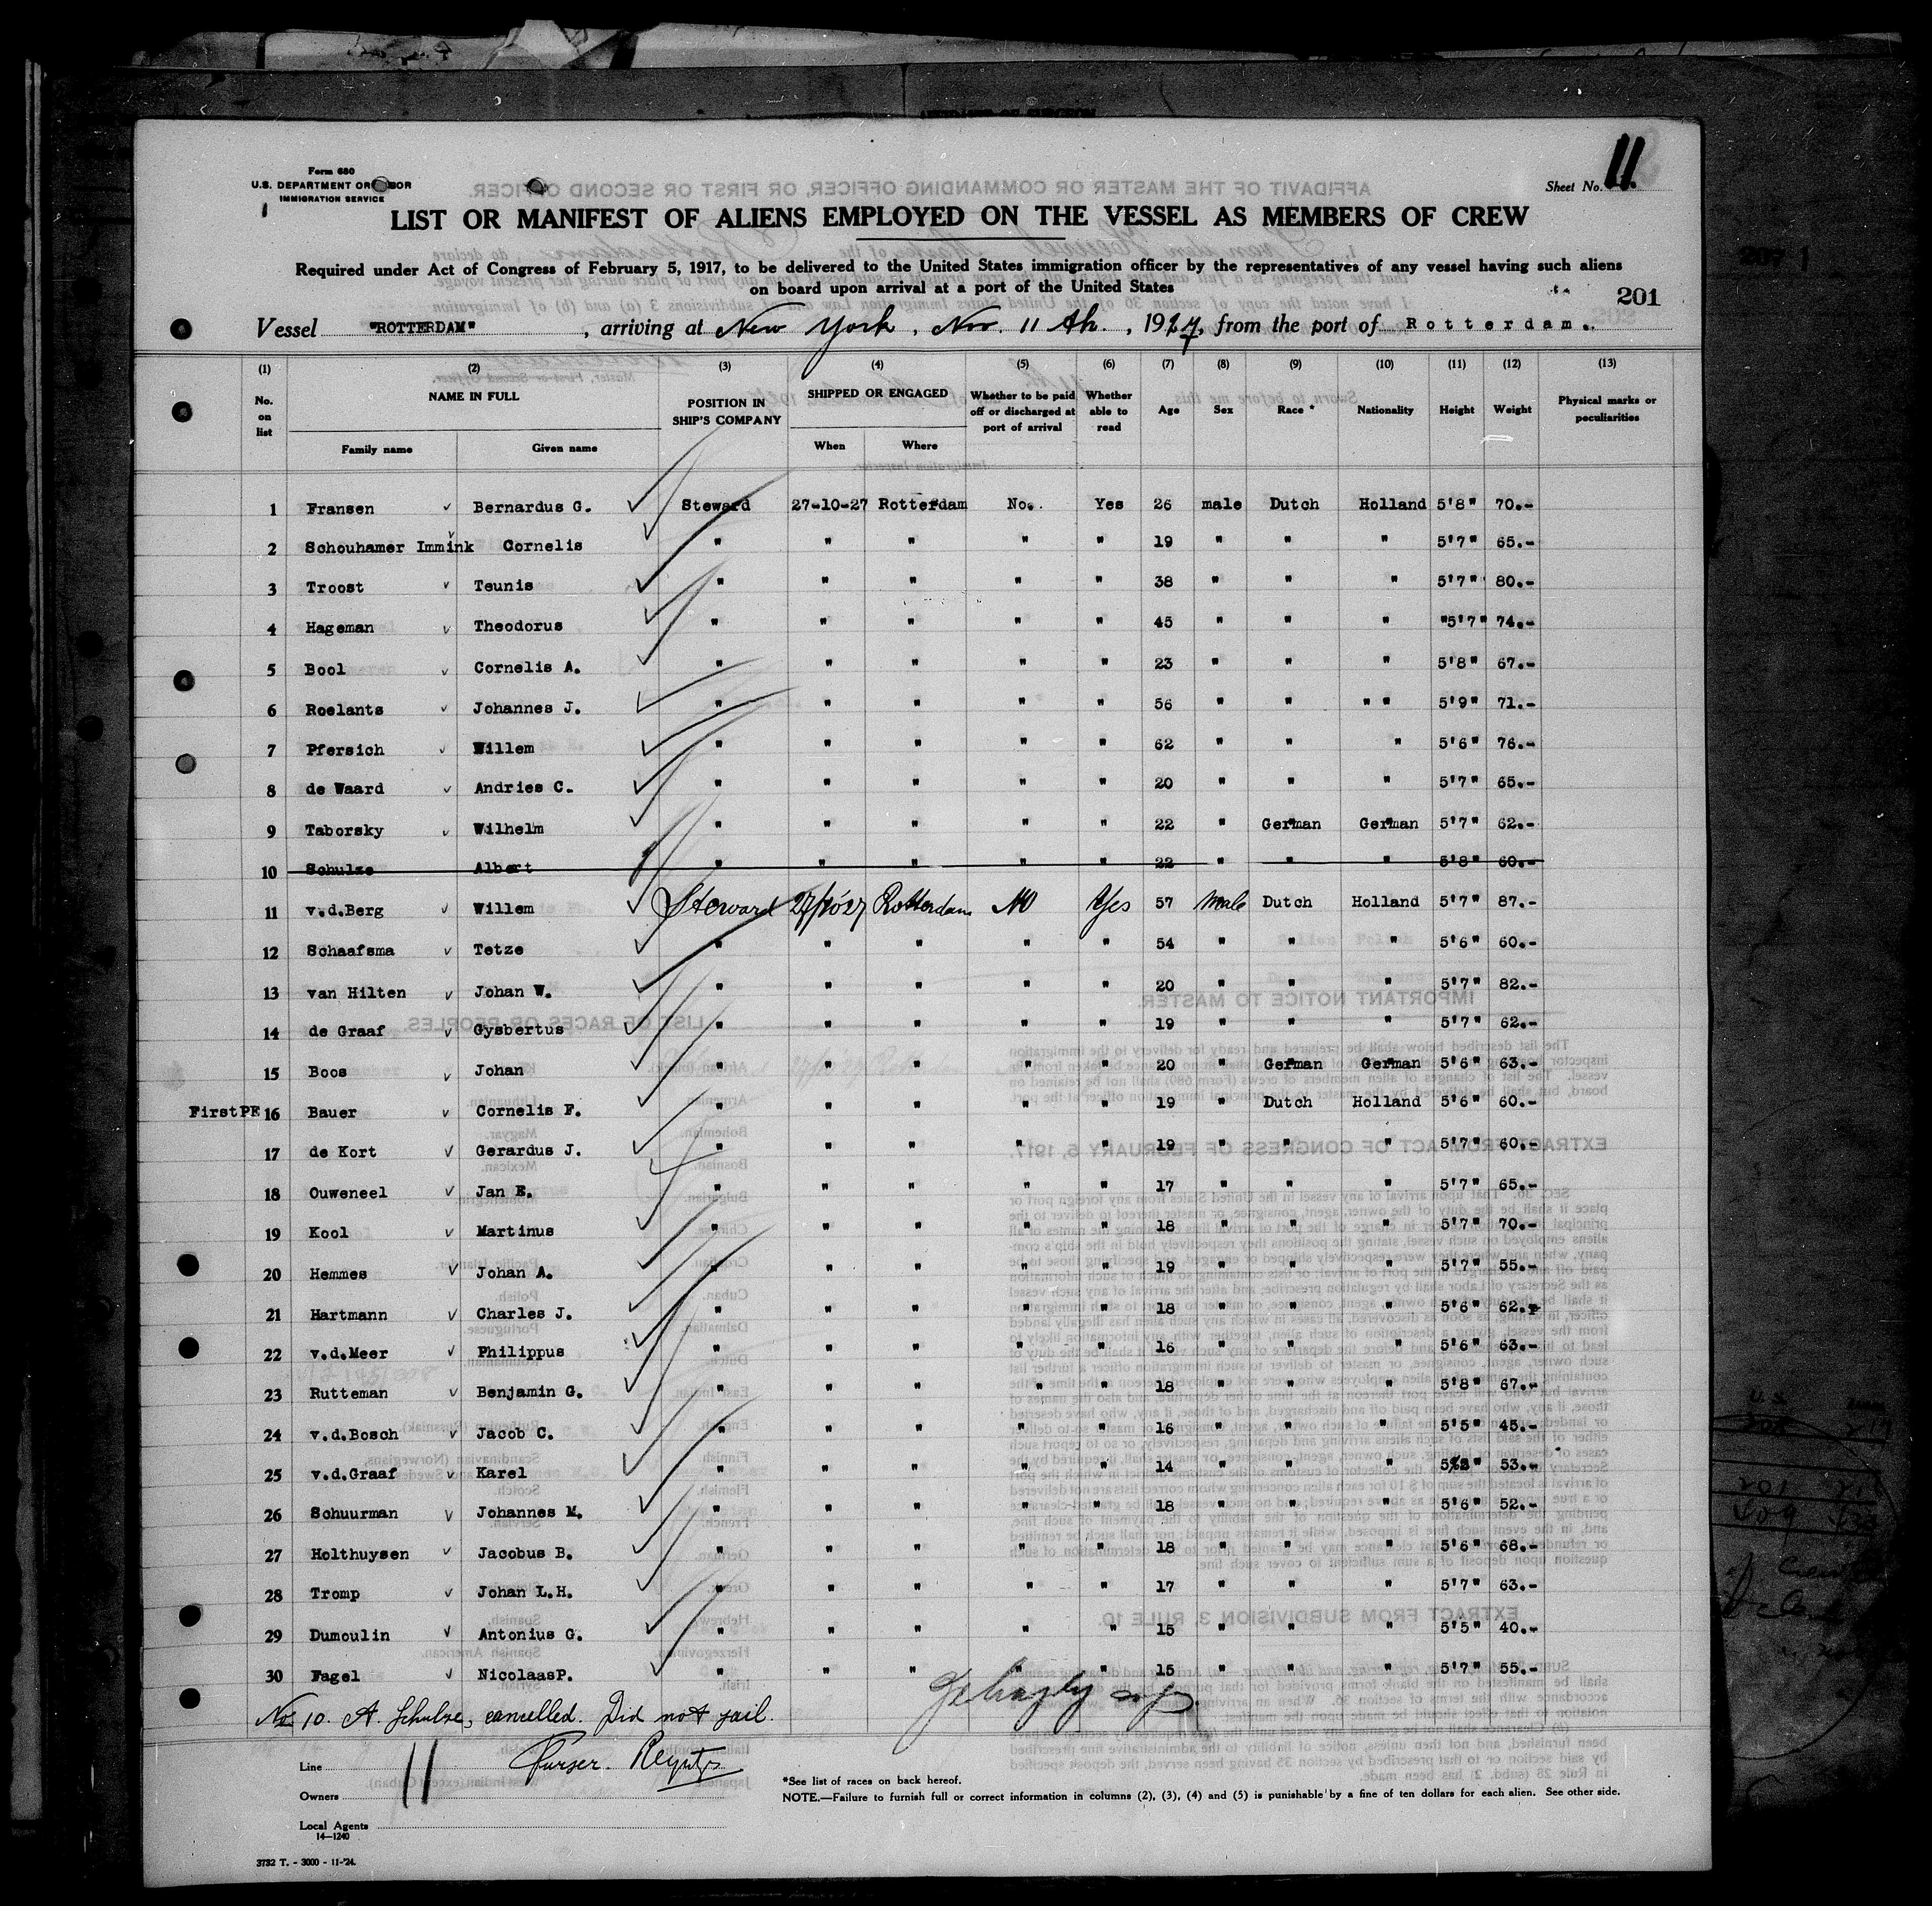 Form 680
U.S. DEPARTMENT OF LABOR
IMMIGRATION SERVICE
Sheet No. 11
LIST OR MANIFEST OF ALIENS EMPLOYED ON THE VESSEL AS MEMBERS OF CREW
Required under Act of Congress of February 5, 1917, to be delivered to the United States immigration officer by the representatives of any vessel having such aliens
on board upon arrival at a port of the United States
201
Vessel "ROTTERDAM", arriving at New York, Nov. 11 th., 1927, from the port of Rotterdam.
(1) (2) (3) (4) (5) (6) (7) (8) (9) (10) (11) (12) (13)
No. on list NAME IN FULL Family name Given name POSITION IN SHIP'S COMPANY SHIPPED OR ENGAGED When Where Whether to be paid off or discharged at port of arrival Whether able to read Age Sex Race * Nationality Height Weight Physical marks or peculiarities
1 Fransen Bernardus G. Steward 27-10-27 Rotterdam No. Yes 26 male Dutch Holland 5'8" 70.-
2 Schouhamer Immink Cornelis " " " " " 19 " " " 5'7" 65.-
3 Troost Teunis " " " " " 38 " " " 5'7" 80.-
4 Hageman Theodorus " " " " " 45 " " " "5'7" 74.-
5 Bool Cornelis A. " " " " " 23 " " " 5'8" 67.-
6 Roelants Johannes J. " " " " " 56 " " " " 5'9" 71.-
7 Pfersich Willem " " " " " 62 " " " 5'6" 76.-
8 de Waard Andries C. " " " " " 20 " " " 5'7" 65.-
9 Taborsky Wilhelm " " " " " 22 " German German 5'7" 62.-
10 Schulze Albert " " " " " 22 " " " 5'8" 60.-
11 v.d.Berg Willem Steward 27/10'27 Rotterdam No Yes 57 Male Dutch Holland 5'7" 87.-
12 Schaafsma Tetze " " " " " 54 " " " 5'6" 60.-
13 van Hilten Johan W. " " " " " 20 " " " 5'7" 82.-
14 de Graaf Gysbertus " " " " " 19 " " " 5'7" 62.-
15 Boos Johan " " " " " 20 " German German 5'6" 63.-
First PE 16 Bauer Cornelis F. " " " " " 19 " Dutch Holland 5'6" 60.-
17 de Kort Gerardus J. " " " " " 19 " " " 5'7" 60.-
18 Ouweneel Jan E. " " " " " 17 " " " 5'7" 65.-
19 Kool Martinus " " " " " 18 " " " 5'7" 70.-
20 Hemmes Johan A. " " " " " 19 " " " 5'7" 55.-
21 Hartmann Charles J. " " " " " 18 " " " 5'6" 62.-
22 v.d.Meer Philippus " " " " " 16 " " " 5'6" 63.-
23 Rutteman Benjamin G. " " " " " 18 " " " 5'8" 67.-
24 v.d.Bosch Jacob C. " " " " " 16 " " " 5'5" 45.-
25 v.d.Graaf Karel " " " " " 14 " " " 53.-
26 Schuurman Johannes M. " " " " " 18 " " " 5'6" 52.-
27 Holthuysen Jacobus B. " " " " " 18 " " " 5'6" 68.-
28 Tromp Johan L.H. " " " " " 17 " " " 5'7" 63.-
29 Dumoulin Antonius G. " " " " " 15 " " " 5'5" 40.-
30 Fagel NicolaasP. " " " " " 15 " " " 5'7" 55.-
No 10. A. Schulze, cancelled. Did not sail.
Purser.
Line
11
Owners
Local Agents
14—1240
*See list of races on back hereof.
NOTE.—Failure to furnish full or correct information in columns (2), (3), (4) and (5) is punishable by a fine of ten dollars for each alien. See other side.
3732 T. - 3000 - 11-'24.